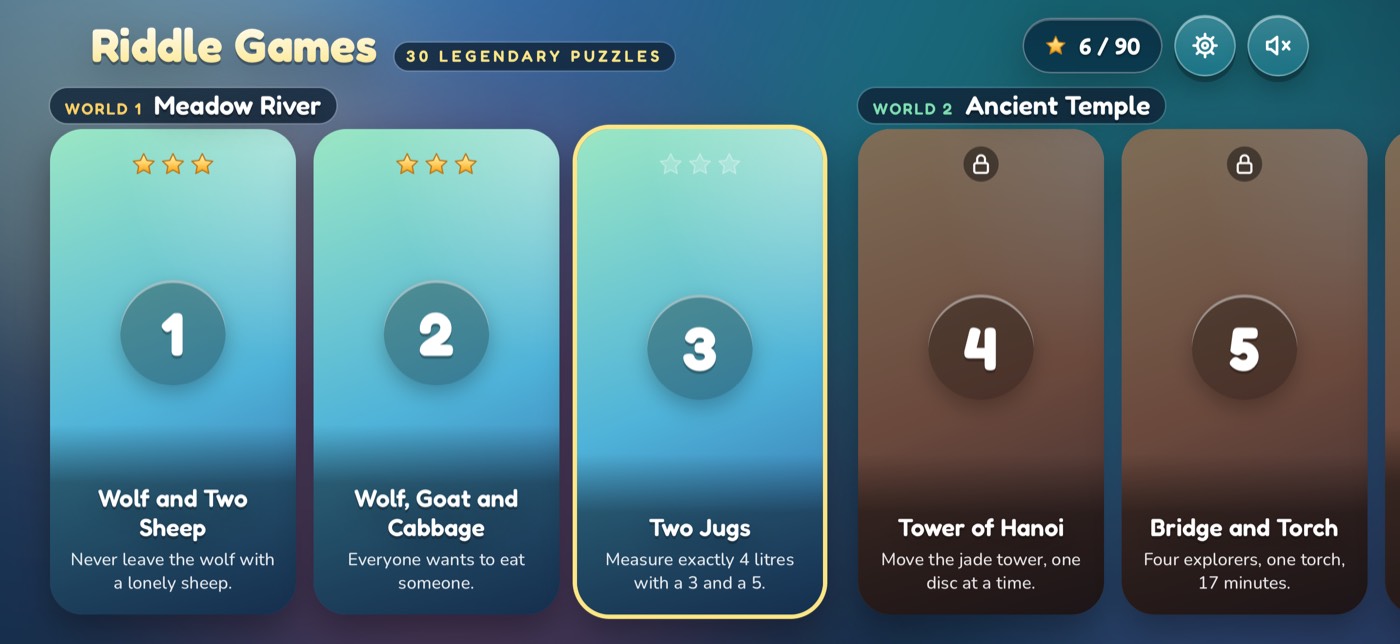 Riddle Games
30 LEGENDARY PUZZLES
6 / 90
WORLD 1 Meadow River
WORLD 2 Ancient Temple
1
Wolf and Two
Sheep
Never leave the wolf with
a lonely sheep.
2
Wolf, Goat and
Cabbage
Everyone wants to eat
someone.
3
Two Jugs
Measure exactly 4 litres
with a 3 and a 5.
4
Tower of Hanoi
Move the jade tower, one
disc at a time.
5
Bridge and Torch
Four explorers, one torch,
17 minutes.